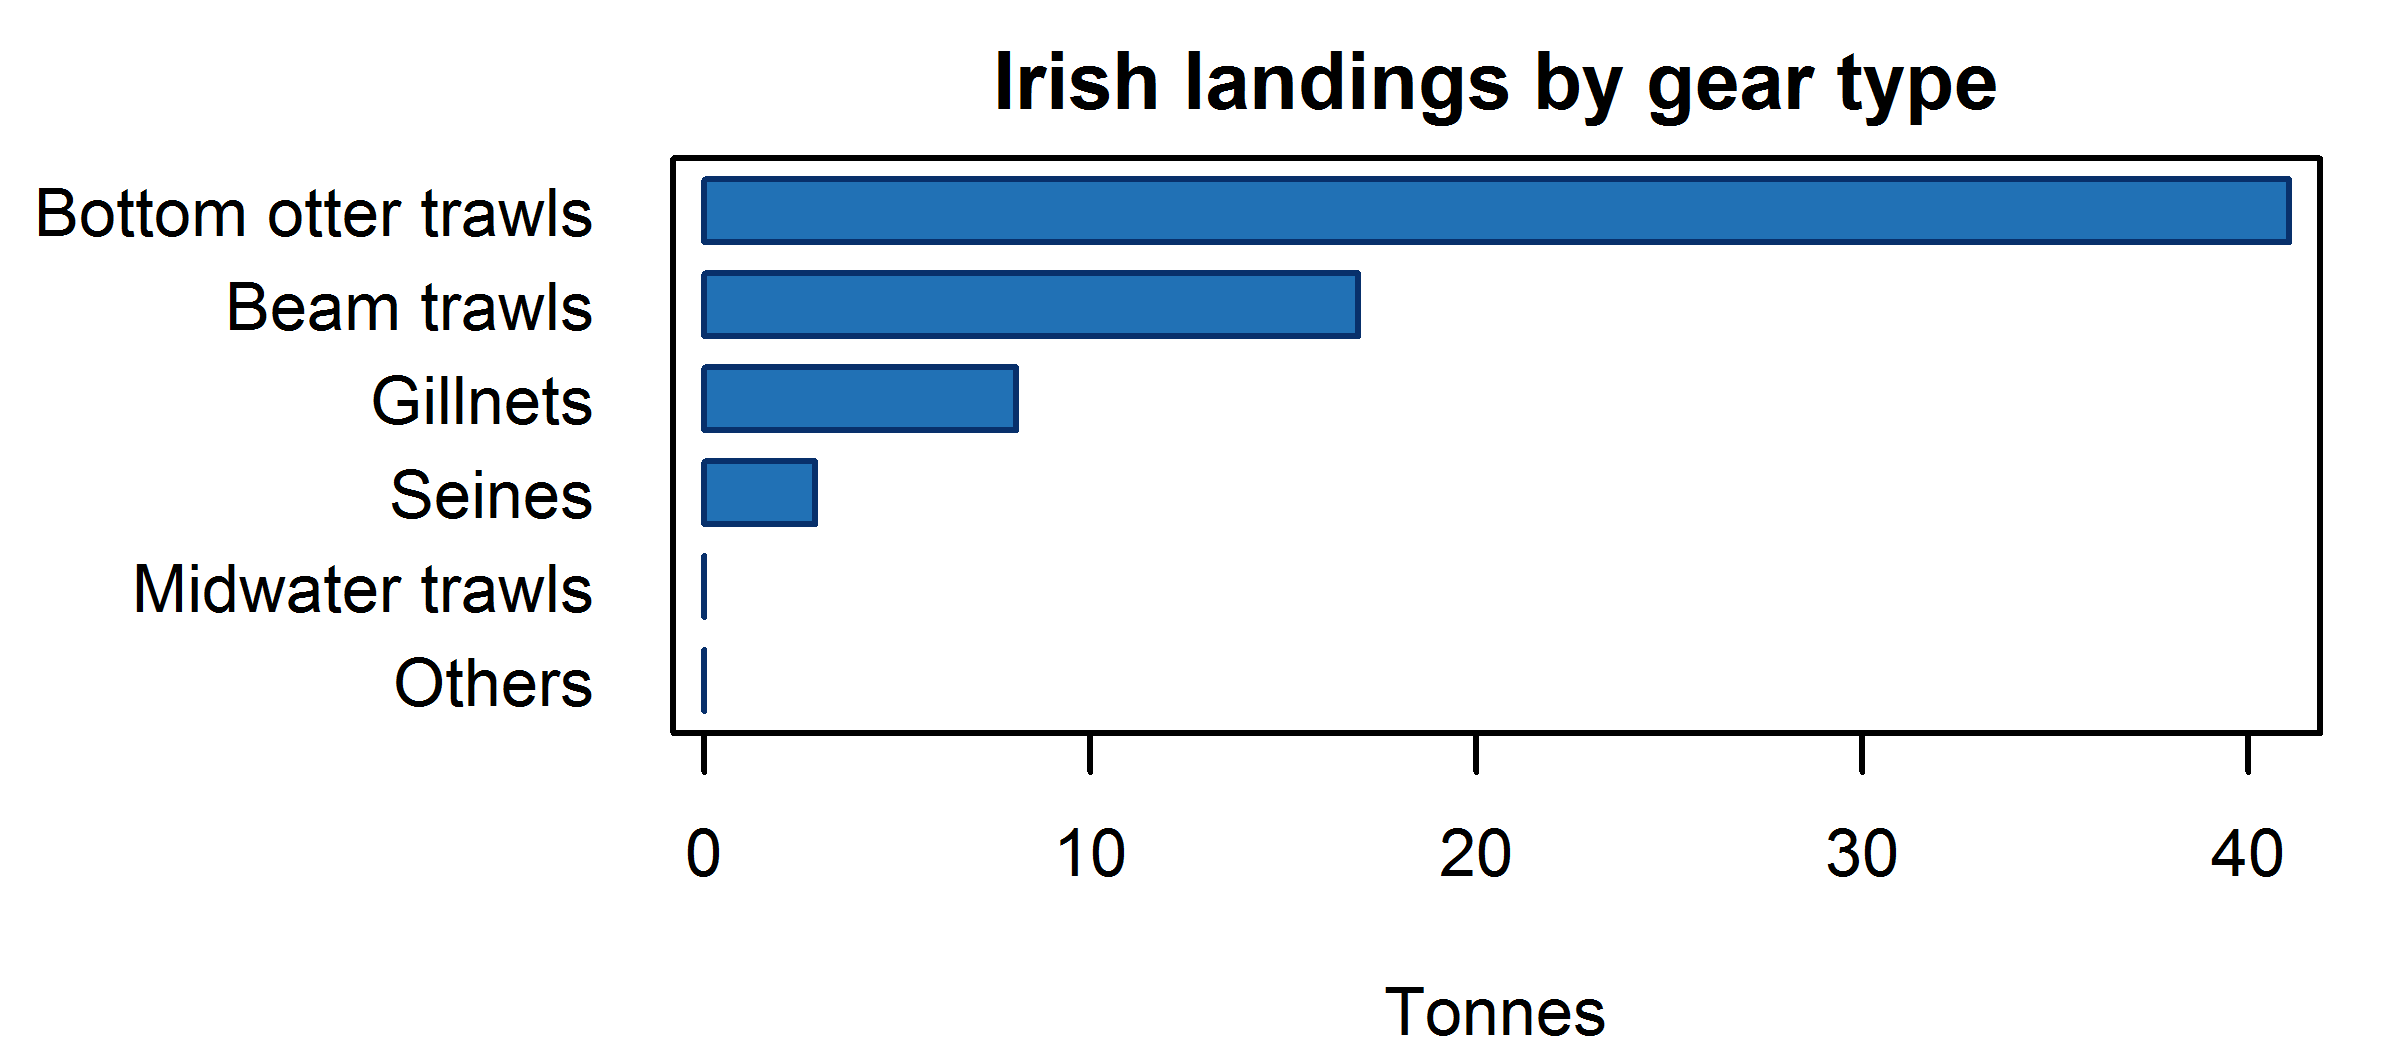 Irish landings by gear type
Bottom otter trawls
Beam trawls
Gillnets
Seines
Midwater trawls
Others
0 10 20 30 40
Tonnes